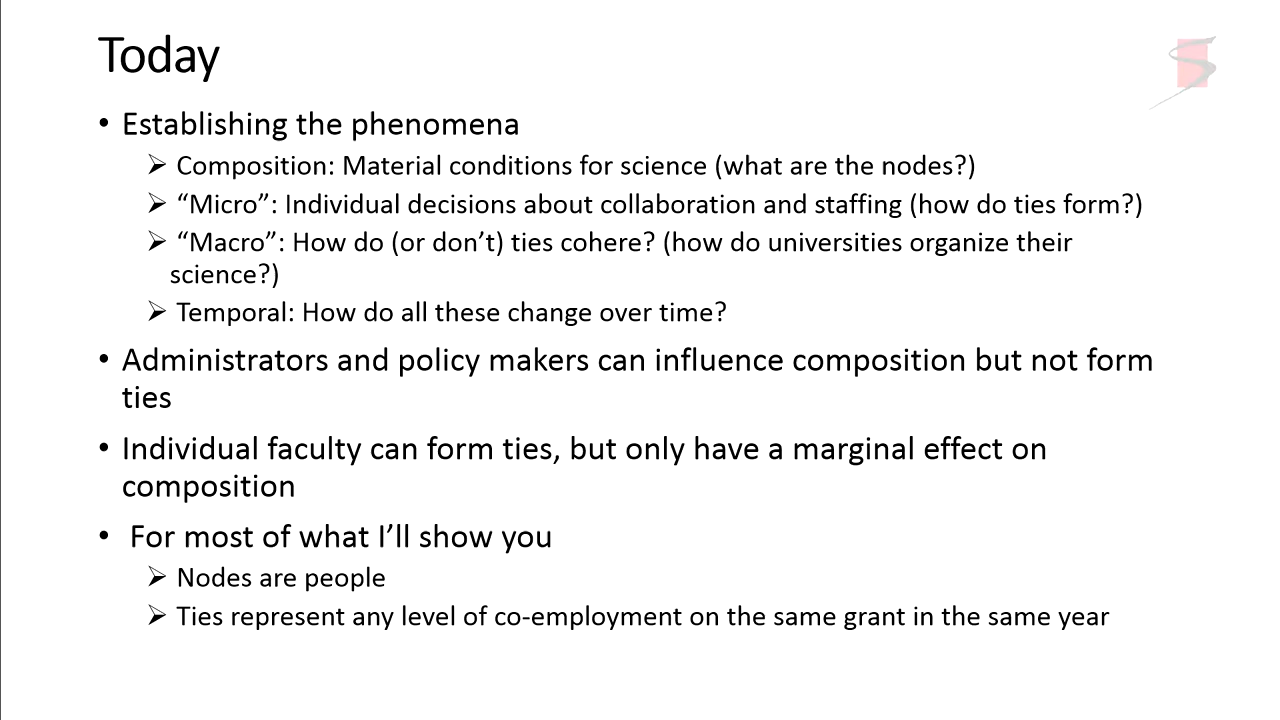 Today
• Establishing the phenomena
➢ Composition: Material conditions for science (what are the nodes?)
➢ “Micro”: Individual decisions about collaboration and staffing (how do ties form?)
➢ “Macro”: How do (or don’t) ties cohere? (how do universities organize their
science?)
➢ Temporal: How do all these change over time?
• Administrators and policy makers can influence composition but not form
ties
• Individual faculty can form ties, but only have a marginal effect on
composition
• For most of what I’ll show you
➢ Nodes are people
➢ Ties represent any level of co-employment on the same grant in the same year